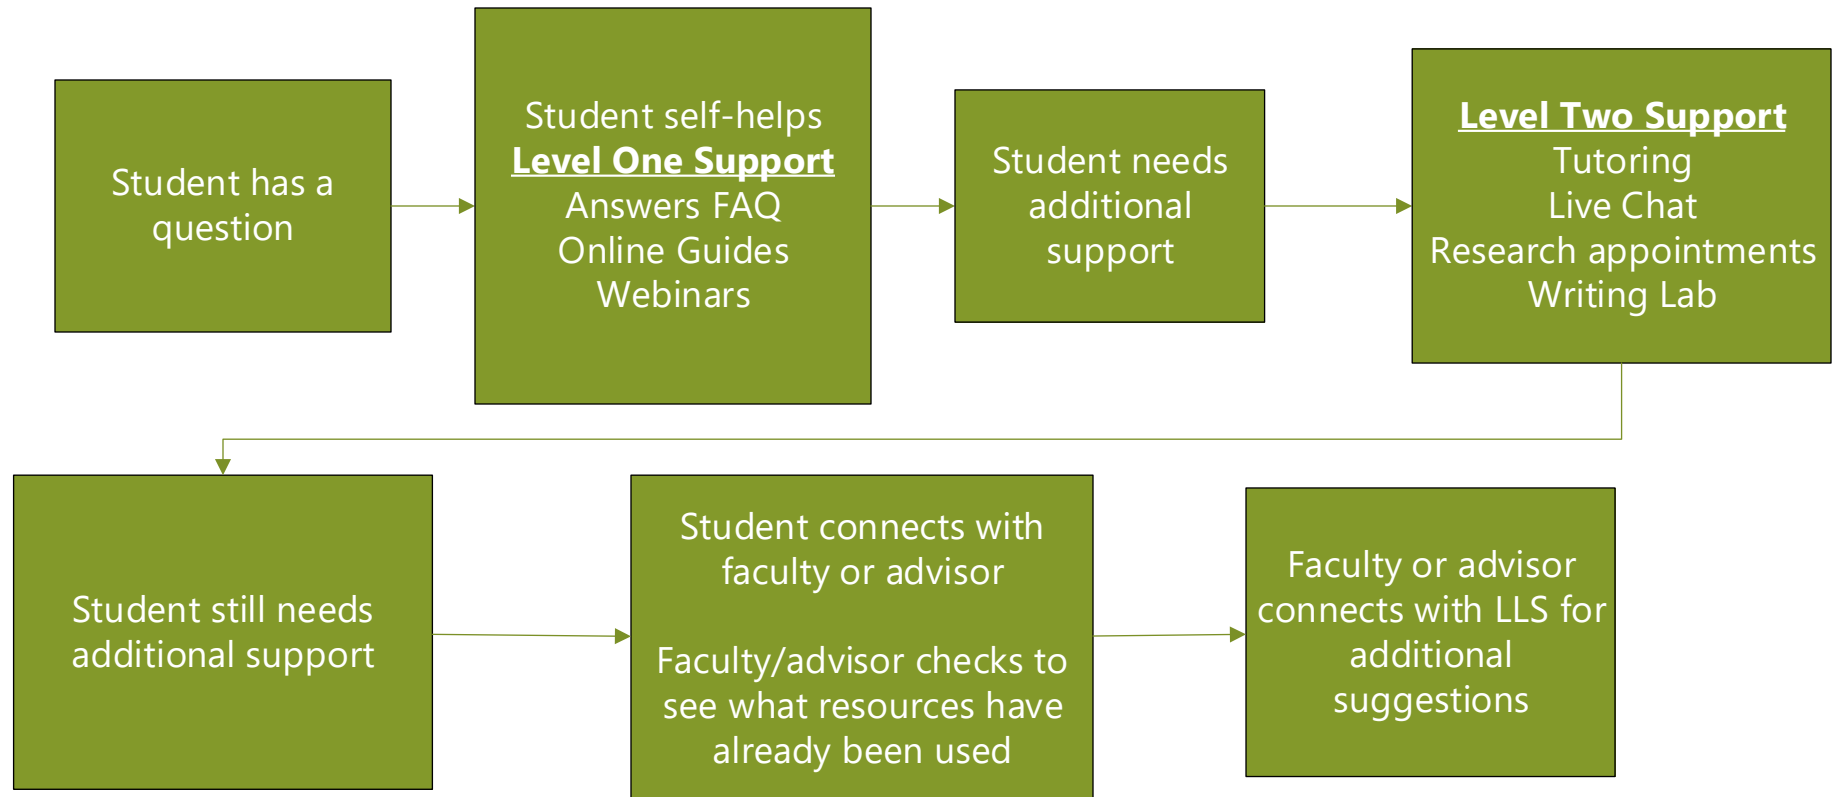 Student has a
question
Student self-helps
Level One Support
Answers FAQ
Online Guides
Webinars
Student needs
additional
support
Level Two Support
Tutoring
Live Chat
Research appointments
Writing Lab
Student still needs
additional support
Student connects with
faculty or advisor
Faculty/advisor checks to
see what resources have
already been used
Faculty or advisor
connects with LLS for
additional
suggestions